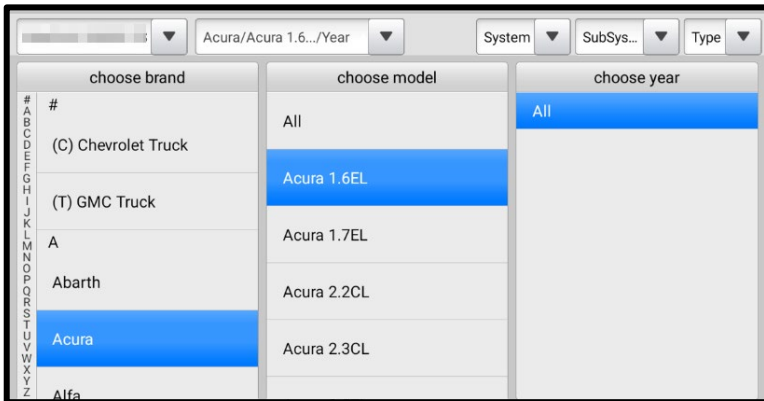 Acura/Acura 1.6.../Year
System
SubSys...
Type
choose brand
choose model
choose year
#
A
B
C
D
E
F
G
H
I
J
K
L
M
N
O
P
Q
R
S
T
U
V
W
X
Y
Z
#
(C) Chevrolet Truck
(T) GMC Truck
A
Abarth
Acura
Alfa
All
Acura 1.6EL
Acura 1.7EL
Acura 2.2CL
Acura 2.3CL
All